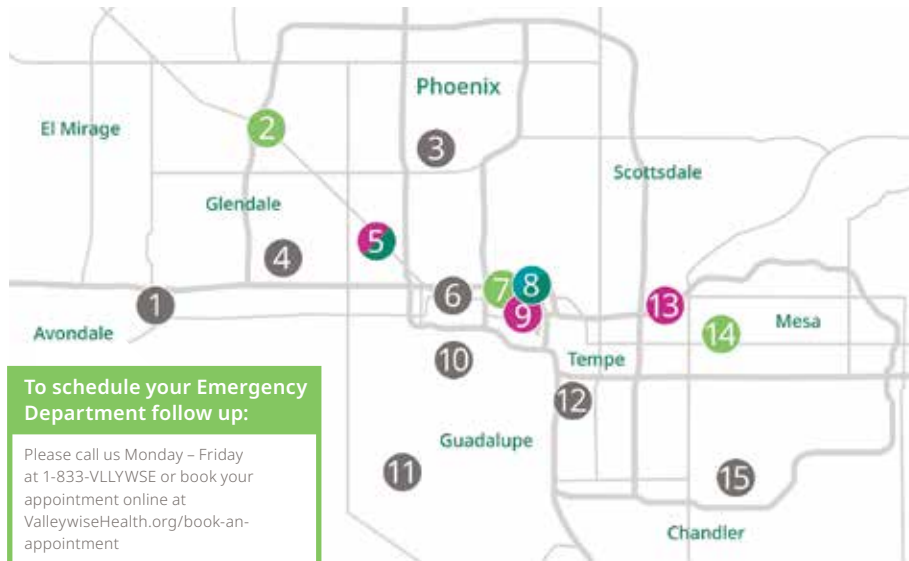 Phoenix
El Mirage
2
3
Scottsdale
Glendale
5
4
7
8
6
1
9
13
14
Mesa
Avondale
10
Tempe
To schedule your Emergency
Department follow up:
12
Guadalupe
Please call us Monday – Friday
at 1-833-VLLYWSE or book your
appointment online at
ValleywiseHealth.org/book-an-
appointment
11
15
Chandler